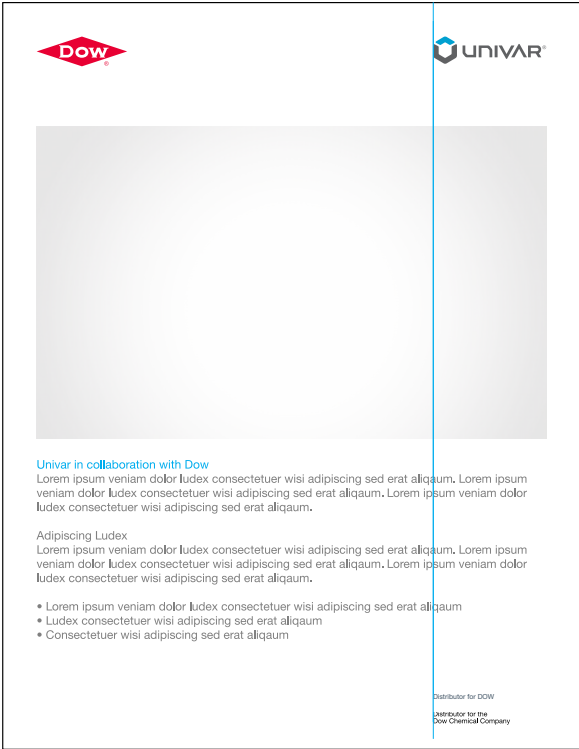 Dow
UNIVAR
Univar in collaboration with Dow
Lorem ipsum veniam dolor ludex consectetuer wisi adipiscing sed erat aliqaum. Lorem ipsum
veniam dolor ludex consectetuer wisi adipiscing sed erat aliqaum. Lorem ipsum veniam dolor
ludex consectetuer wisi adipiscing sed erat aliqaum.
Adipiscing Ludex
Lorem ipsum veniam dolor ludex consectetuer wisi adipiscing sed erat aliqaum. Lorem ipsum
veniam dolor ludex consectetuer wisi adipiscing sed erat aliqaum. Lorem ipsum veniam dolor
ludex consectetuer wisi adipiscing sed erat aliqaum.
• Lorem ipsum veniam dolor ludex consectetuer wisi adipiscing sed erat aliqaum
• Ludex consectetuer wisi adipiscing sed erat aliqaum
• Consectetuer wisi adipiscing sed erat aliqaum
Distributor for DOW
Distributor for the
Dow Chemical Company